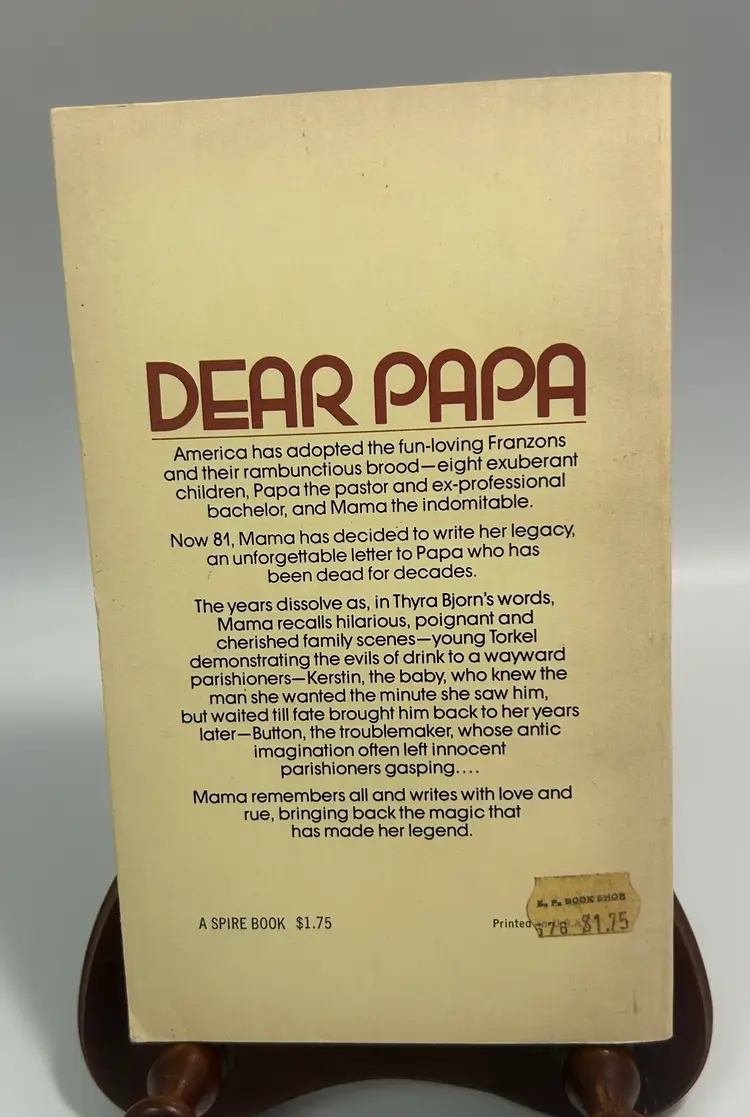 DEAR PAPA
America has adopted the fun-loving Franzons
and their rambunctious brood—eight exuberant
children, Papa the pastor and ex-professional
bachelor, and Mama the indomitable.
Now 81, Mama has decided to write her legacy,
an unforgettable letter to Papa who has
been dead for decades.
The years dissolve as, in Thyra Bjorn's words,
Mama recalls hilarious, poignant and
cherished family scenes—young Torkel
demonstrating the evils of drink to a wayward
parishioners—Kerstin, the baby, who knew the
man she wanted the minute she saw him,
but waited till fate brought him back to her years
later—Button, the troublemaker, whose antic
imagination often left innocent
parishioners gasping....
Mama remembers all and writes with love and
rue, bringing back the magic that
has made her legend.
BOOK SHOP
A SPIRE BOOK $1.75
Printed in U.S.A.
$1.75